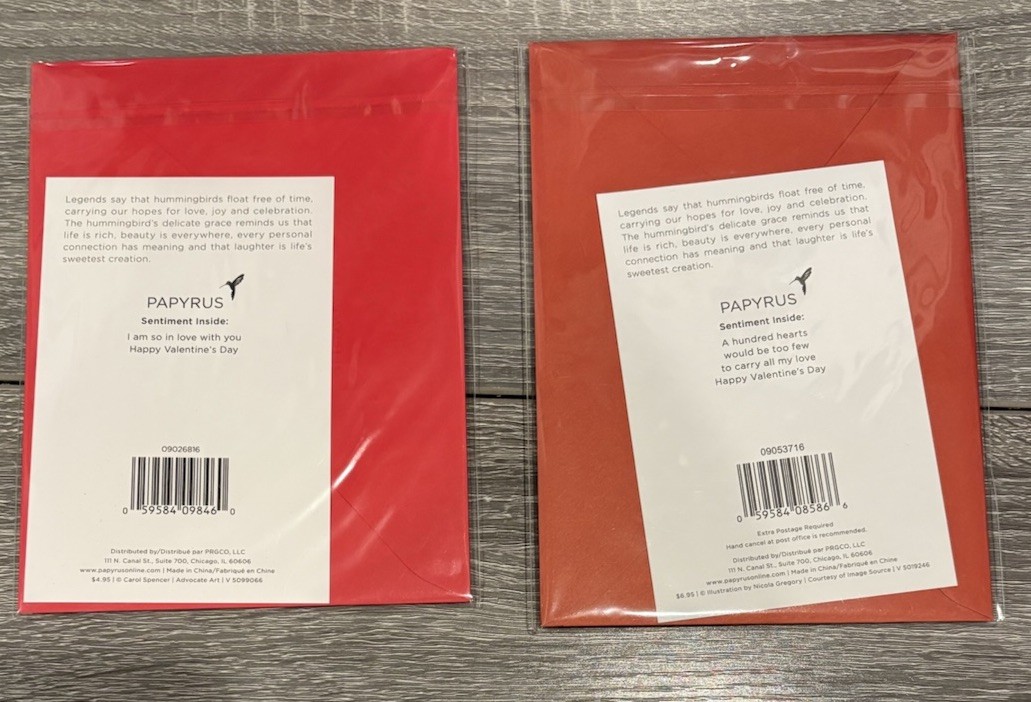 Legends say that hummingbirds float free of time,
carrying our hopes for love, joy and celebration.
The hummingbird's delicate grace reminds us that
life is rich, beauty is everywhere, every personal
connection has meaning and that laughter is life's
sweetest creation.
PAPYRUS
Sentiment Inside:
I am so in love with you
Happy Valentine's Day
09026816
0 59584 09846 0
Distributed by/Distribué par PRGCO, LLC
111 N. Canal St., Suite 700, Chicago, IL 60606
www.papyrusonline.com | Made in China/Fabriqué en Chine
$4.95 | © Carol Spencer | Advocate Art | V 5099066
Legends say that hummingbirds float free of time,
carrying our hopes for love, joy and celebration.
The hummingbird's delicate grace reminds us that
life is rich, beauty is everywhere, every personal
connection has meaning and that laughter is life's
sweetest creation.
PAPYRUS
Sentiment Inside:
A hundred hearts
would be too few
to carry all my love
Happy Valentine's Day
09053716
0 59584 08586 6
Extra Postage Required
Hand cancel at post office is recommended.
Distributed by/Distribué par PRGCO, LLC
111 N. Canal St., Suite 700, Chicago, IL 60606
www.papyrusonline.com | Made in China/Fabriqué en Chine
$6.95 | © Illustration by Nicola Gregory | Courtesy of Image Source | V 5019246